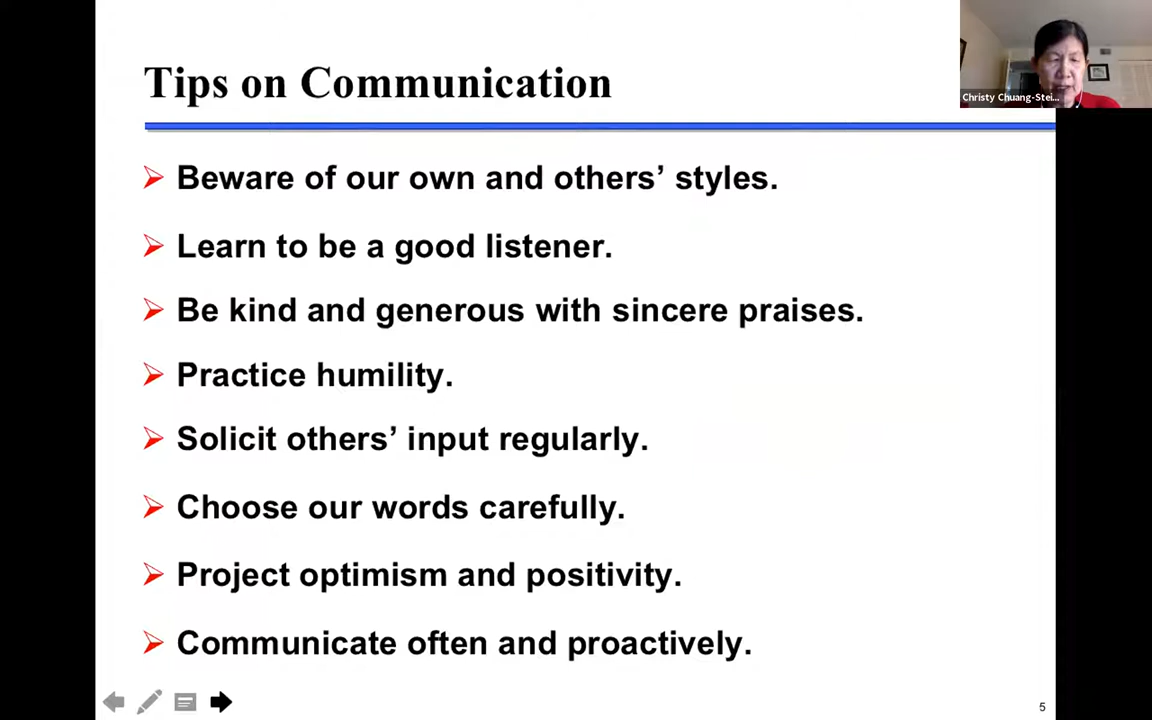 Tips on Communication
Christy Chuang-Stei...
Beware of our own and others’ styles.
Learn to be a good listener.
Be kind and generous with sincere praises.
Practice humility.
Solicit others’ input regularly.
Choose our words carefully.
Project optimism and positivity.
Communicate often and proactively.
5